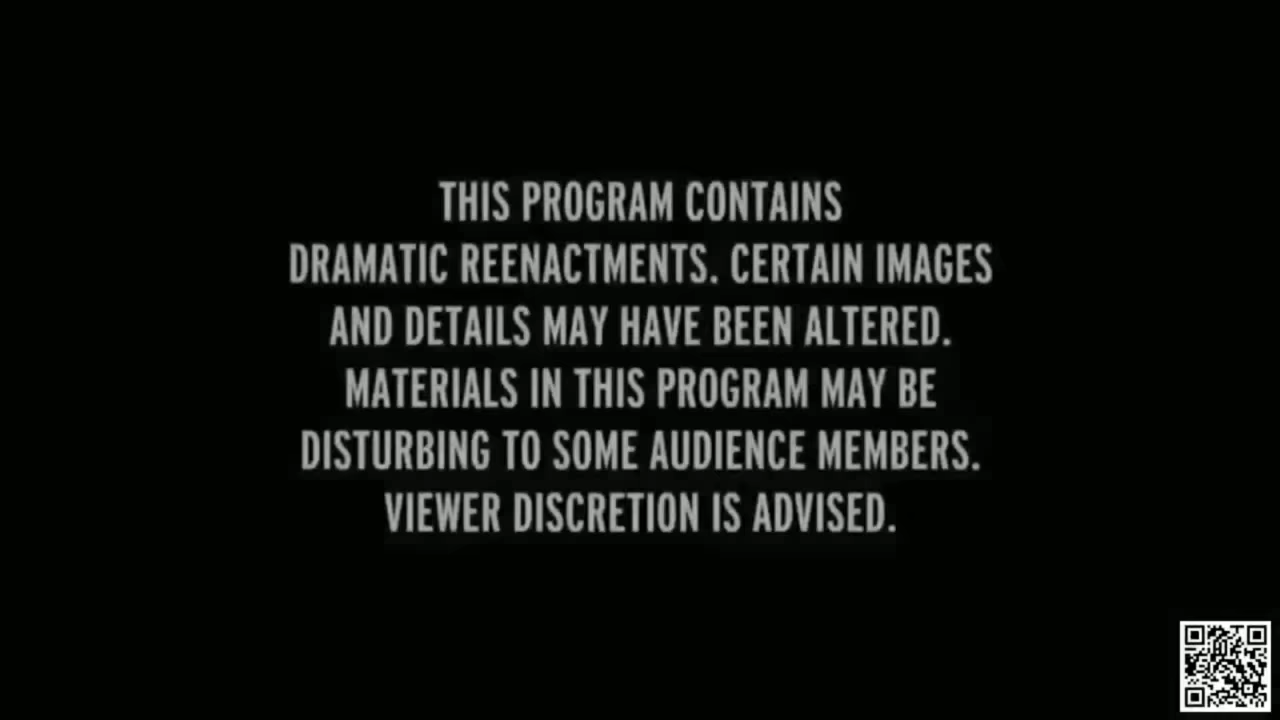 THIS PROGRAM CONTAINS
DRAMATIC REENACTMENTS. CERTAIN IMAGES
AND DETAILS MAY HAVE BEEN ALTERED.
MATERIALS IN THIS PROGRAM MAY BE
DISTURBING TO SOME AUDIENCE MEMBERS.
VIEWER DISCRETION IS ADVISED.